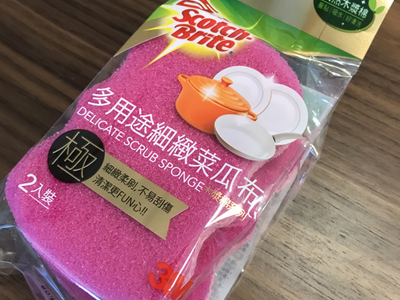 Scotch-
Brite
多用途細緻菜瓜布
DELICATE SCRUB SPONGE
極
細緻柔刷,不易刮傷
清潔更FUN心!!
2入裝
3M